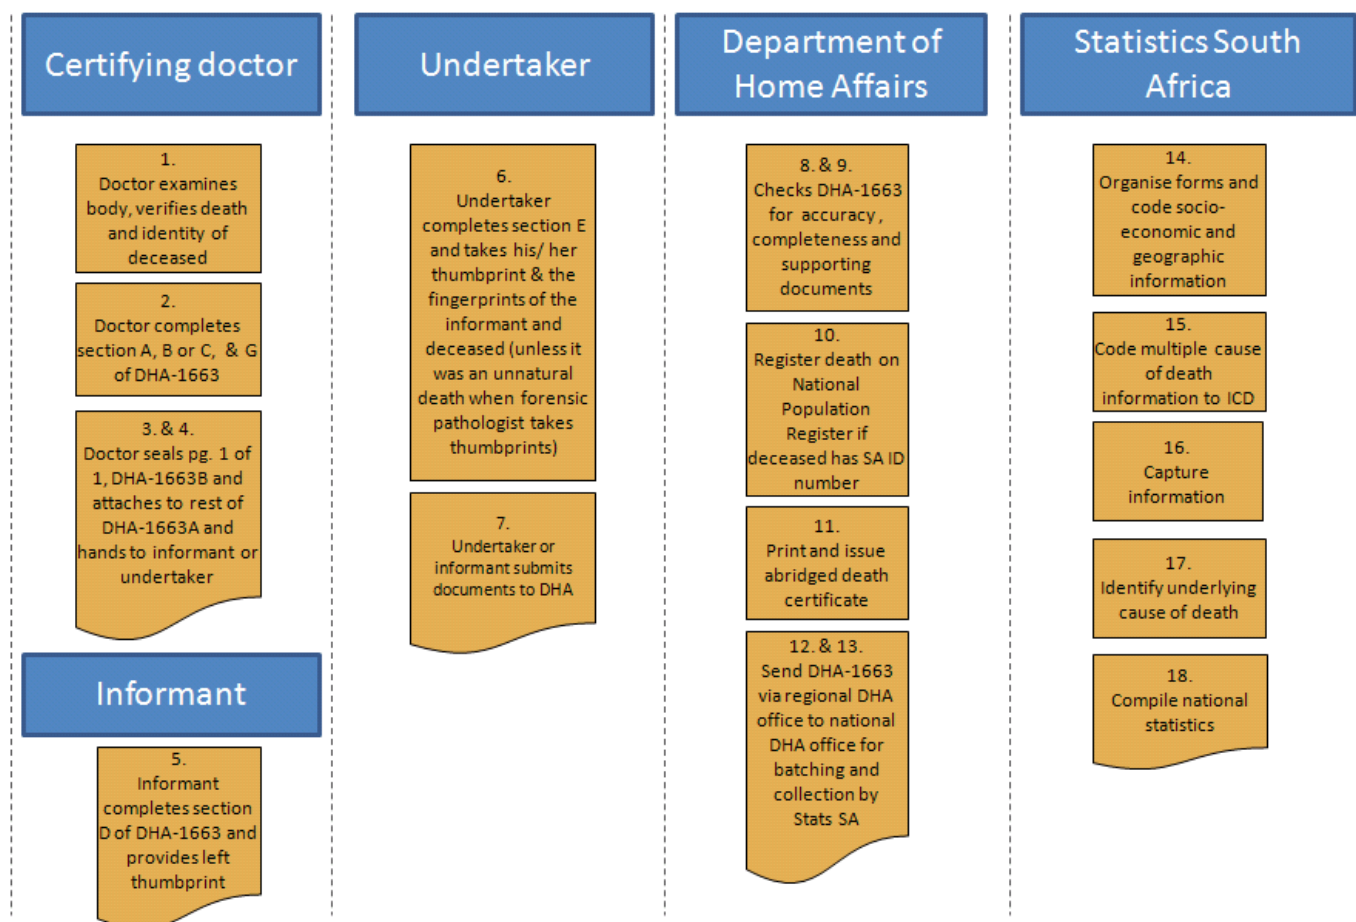 Certifying doctor
1.
Doctor examines
body, verifies death
and identity of
deceased
2.
Doctor completes
section A, B or C, & G
of DHA-1663
3. & 4.
Doctor seals pg. 1 of
1, DHA-1663B and
attaches to rest of
DHA-1663A and
hands to informant or
undertaker
Informant
5.
Informant
completes section
D of DHA-1663 and
provides left
thumbprint
Undertaker
6.
Undertaker
completes section E
and takes his/ her
thumbprint & the
fingerprints of the
informant and
deceased (unless it
was an unnatural
death when forensic
pathologist takes
thumbprints)
7.
Undertaker or
informant submits
documents to DHA
Department of
Home Affairs
8. & 9.
Checks DHA-1663
for accuracy ,
completeness and
supporting
documents
10.
Register death on
National
Population
Register if
deceased has SA ID
number
11.
Print and issue
abridged death
certificate
12. & 13.
Send DHA-1663
via regional DHA
office to national
DHA office for
batching and
collection by
Stats SA
Statistics South
Africa
14.
Organise forms and
code socio-
economic and
geographic
information
15.
Code multiple cause
of death
information to ICD
16.
Capture
information
17.
Identify underlying
cause of death
18.
Compile national
statistics